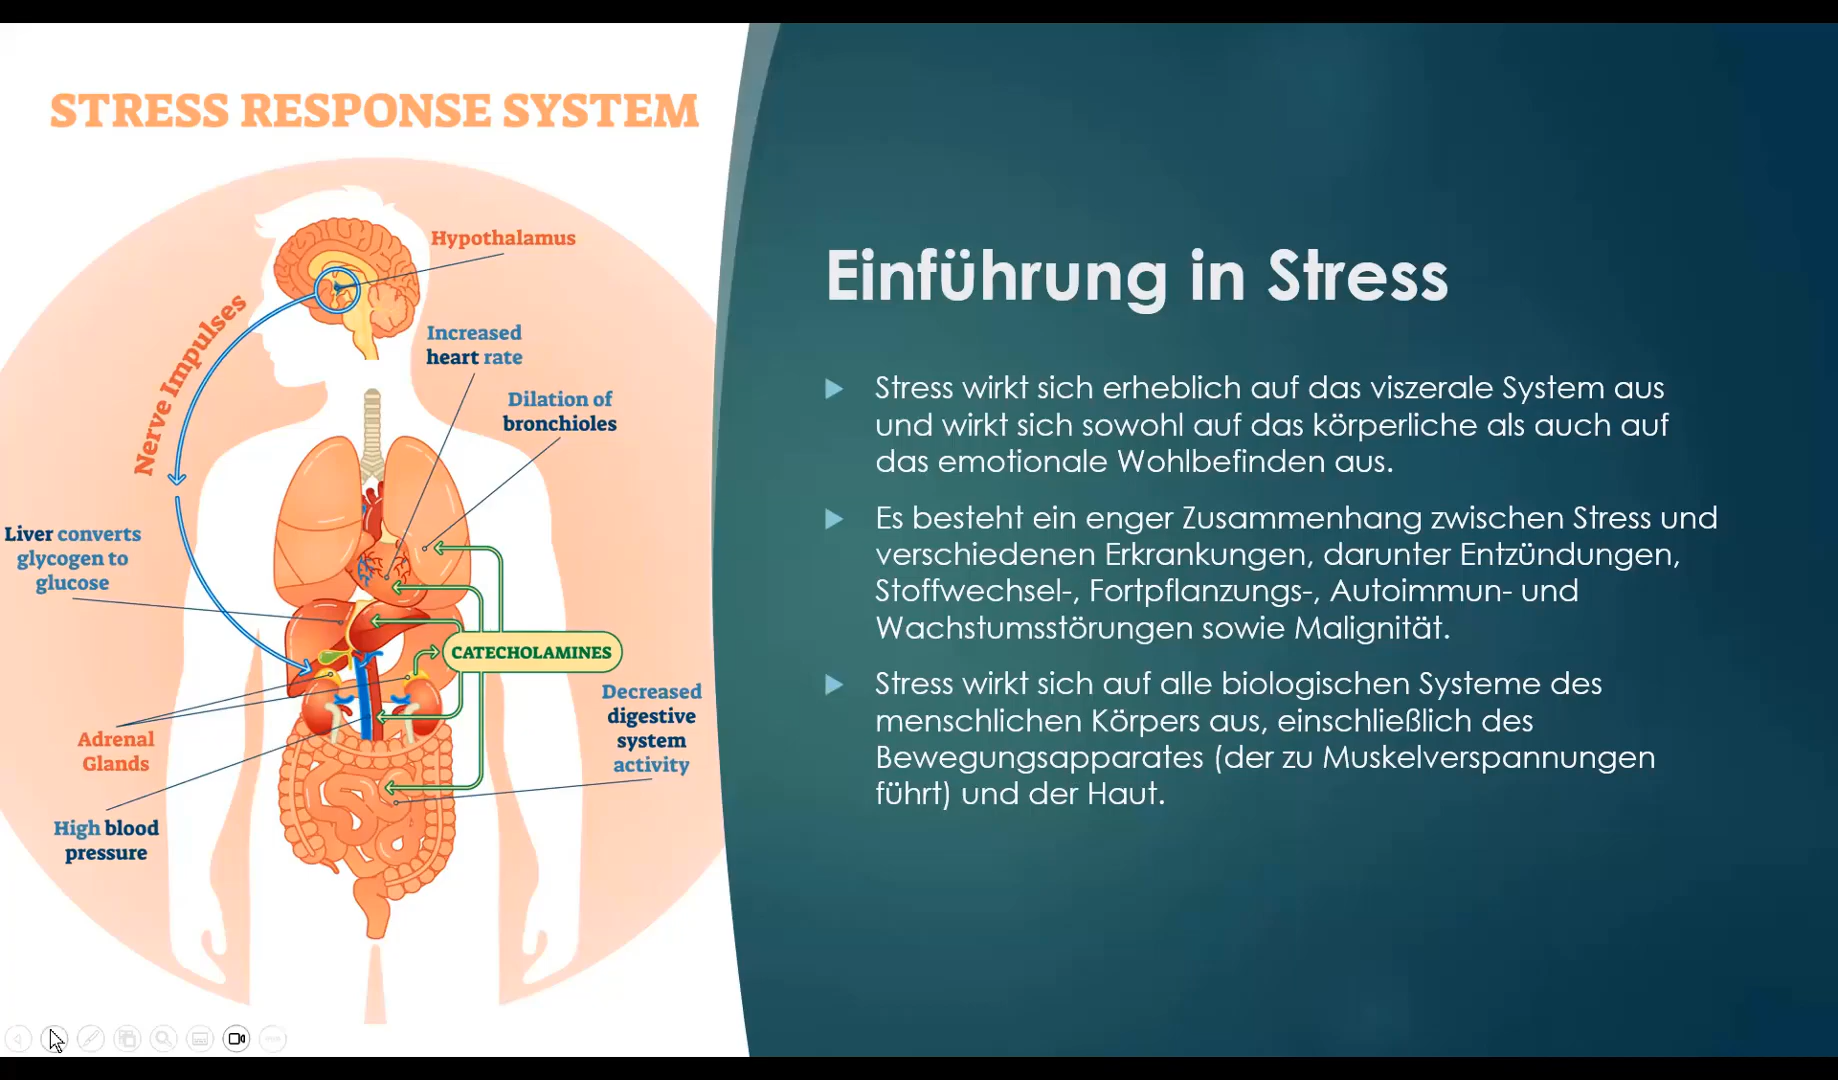 STRESS RESPONSE SYSTEM
Hypothalamus
Nerve Impulses
Increased
heart rate
Dilation of
bronchioles
Liver converts
glycogen to
glucose
CATECHOLAMINES
Decreased
digestive
system
activity
Adrenal
Glands
High blood
pressure
Einführung in Stress
Stress wirkt sich erheblich auf das viszerale System aus
und wirkt sich sowohl auf das körperliche als auch auf
das emotionale Wohlbefinden aus.
Es besteht ein enger Zusammenhang zwischen Stress und
verschiedenen Erkrankungen, darunter Entzündungen,
Stoffwechsel-, Fortpflanzungs-, Autoimmun- und
Wachstumsstörungen sowie Malignität.
Stress wirkt sich auf alle biologischen Systeme des
menschlichen Körpers aus, einschließlich des
Bewegungsapparates (der zu Muskelverspannungen
führt) und der Haut.